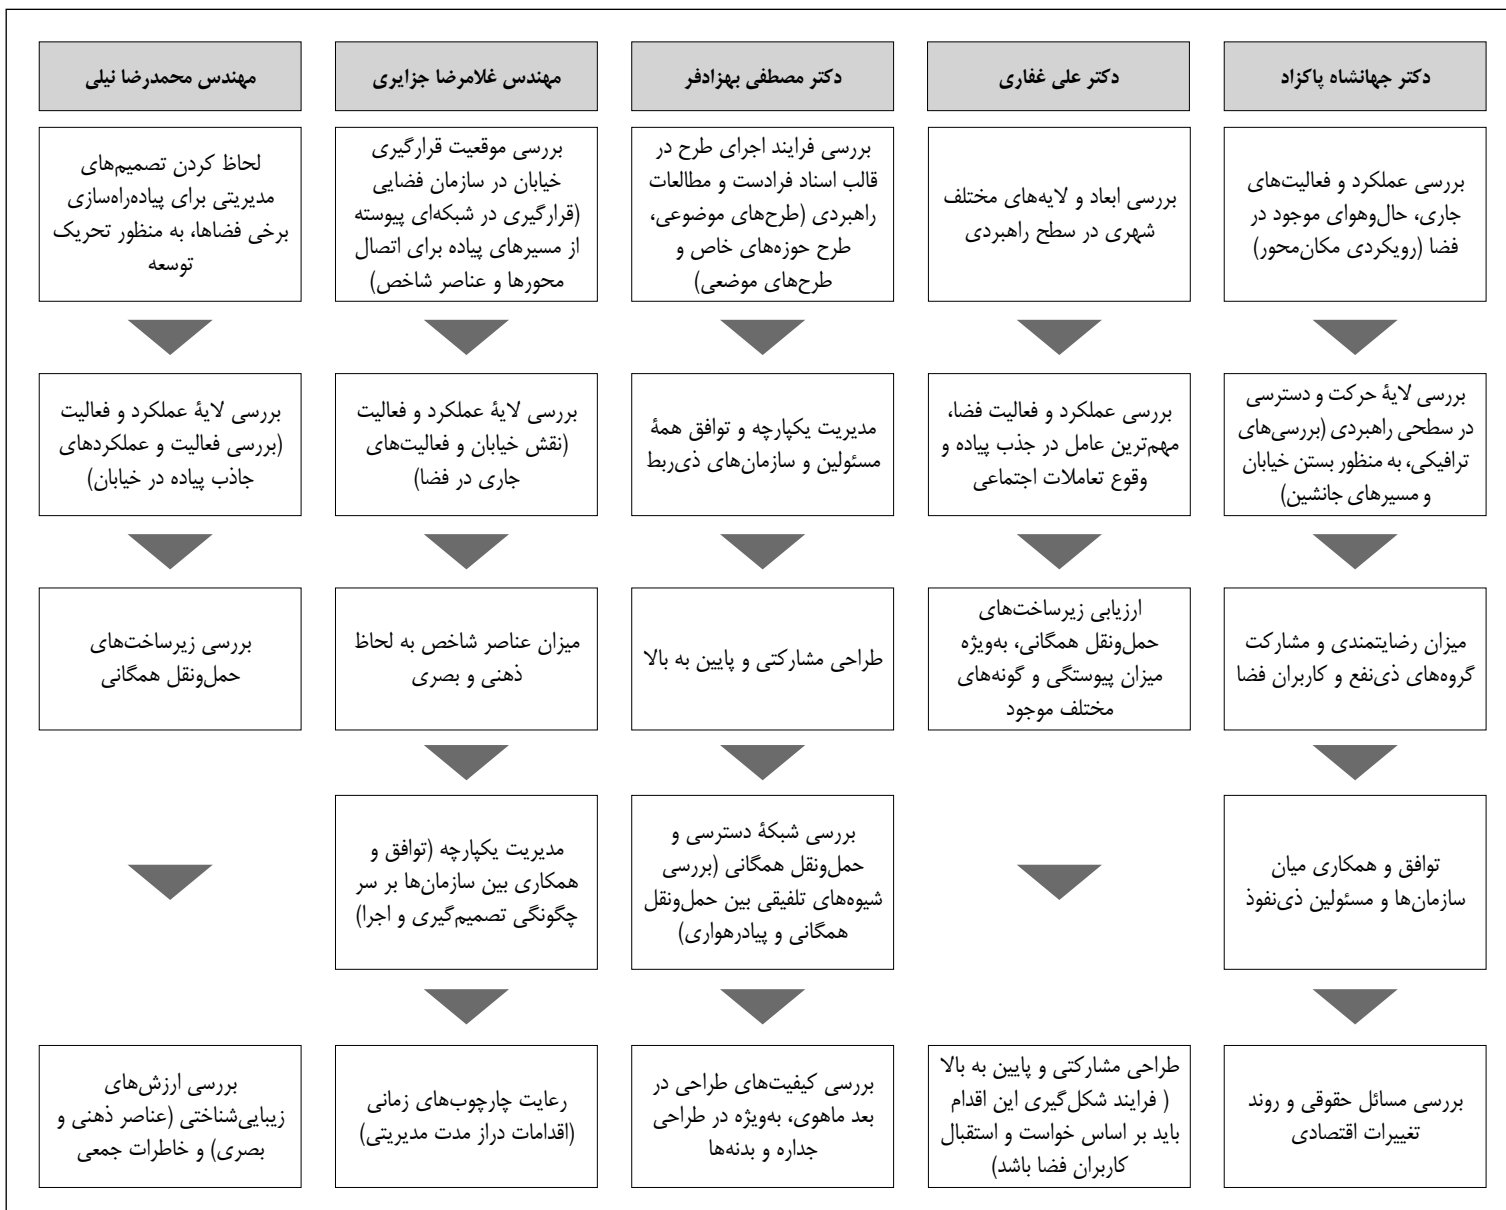 دکتر جهانشاه پاکزاد
دکتر علی غفاری
دکتر مصطفی بهزادفر
مهندس غلامرضا جزایری
مهندس محمدرضا نیلی
بررسی عملکرد و فعالیت‌های
جاری، حال‌وهوای موجود در
فضا (رویکردی مکان‌محور)
بررسی ابعاد و لایه‌های مختلف
شهری در سطح راهبردی
بررسی فرایند اجرای طرح در
قالب اسناد فرادست و مطالعات
راهبردی (طرح‌های موضوعی،
طرح حوزه‌های خاص و
طرح‌های موضعی)
بررسی موقعیت قرارگیری
خیابان در سازمان فضایی
(قرارگیری در شبکه‌ای پیوسته
از مسیرهای پیاده برای اتصال
محورها و عناصر شاخص)
لحاظ کردن تصمیم‌های
مدیریتی برای پیاده‌راه‌سازی
برخی فضاها، به منظور تحریک
توسعه
بررسی لایۀ حرکت و دسترسی
در سطحی راهبردی (بررسی‌های
ترافیکی، به منظور بستن خیابان
و مسیرهای جانشین)
بررسی عملکرد و فعالیت فضا،
مهم‌ترین عامل در جذب پیاده و
وقوع تعاملات اجتماعی
مدیریت یکپارچه و توافق همۀ
مسئولین و سازمان‌های ذی‌ربط
بررسی لایۀ عملکرد و فعالیت
(نقش خیابان و فعالیت‌های
جاری در فضا)
بررسی لایۀ عملکرد و فعالیت
(بررسی فعالیت و عملکردهای
جاذب پیاده در خیابان)
میزان رضایتمندی و مشارکت
گروه‌های ذی‌نفع و کاربران فضا
ارزیابی زیرساخت‌های
حمل‌ونقل همگانی، به‌ویژه
میزان پیوستگی و گونه‌های
مختلف موجود
طراحی مشارکتی و پایین به بالا
میزان عناصر شاخص به لحاظ
ذهنی و بصری
بررسی زیرساخت‌های
حمل‌ونقل همگانی
توافق و همکاری میان
سازمان‌ها و مسئولین ذی‌نفوذ
بررسی شبکۀ دسترسی و
حمل‌ونقل همگانی (بررسی
شیوه‌های تلفیقی بین حمل‌ونقل
همگانی و پیادرهواری)
مدیریت یکپارچه (توافق و
همکاری بین سازمان‌ها بر سر
چگونگی تصمیم‌گیری و اجرا)
بررسی مسائل حقوقی و روند
تغییرات اقتصادی
طراحی مشارکتی و پایین به بالا
( فرایند شکل‌گیری این اقدام
باید بر اساس خواست و استقبال
کاربران فضا باشد)
بررسی کیفیت‌های طراحی در
بعد ماهوی، به‌ویژه در طراحی
جداره و بدنه‌ها
رعایت چارچوب‌های زمانی
(اقدامات دراز مدت مدیریتی)
بررسی ارزش‌های
زیبایی‌شناختی (عناصر ذهنی و
بصری) و خاطرات جمعی